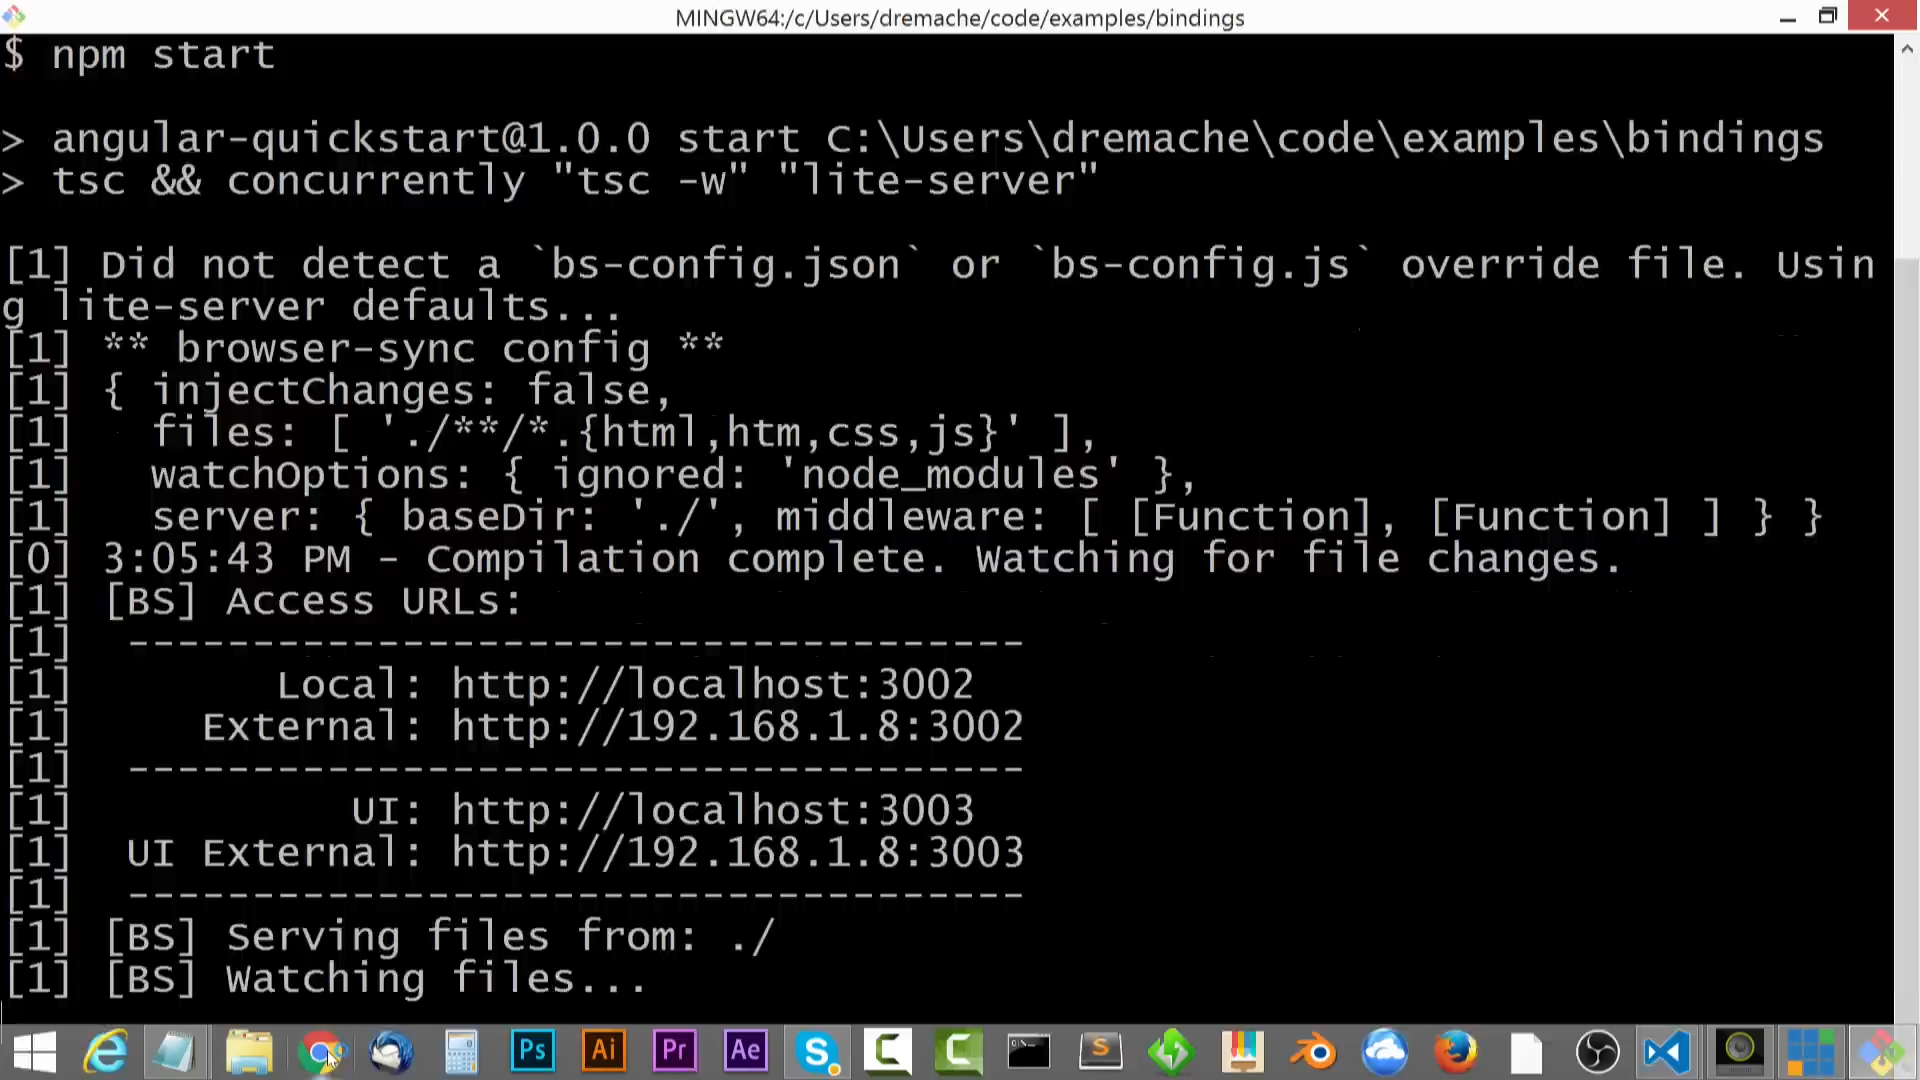 MINGW64:/c/Users/dremache/code/examples/bindings
$ npm start
> angular-quickstart@1.0.0 start C:\Users\dremache\code\examples\bindings
> tsc && concurrently "tsc -w" "lite-server"
[1] Did not detect a `bs-config.json` or `bs-config.js` override file. Usin
g lite-server defaults...
[1] ** browser-sync config **
[1] { injectChanges: false,
[1]   files: [ './**/*.{html,htm,css,js}' ],
[1]   watchOptions: { ignored: 'node_modules' },
[1]   server: { baseDir: './', middleware: [ [Function], [Function] ] } }
[0] 3:05:43 PM - Compilation complete. Watching for file changes.
[1] [BS] Access URLs:
[1]  ------------------------------------
[1]        Local: http://localhost:3002
[1]     External: http://192.168.1.8:3002
[1]  ------------------------------------
[1]           UI: http://localhost:3003
[1]  UI External: http://192.168.1.8:3003
[1]  ------------------------------------
[1] [BS] Serving files from: ./
[1] [BS] Watching files...
Ps Ai Pr Ae S C C S